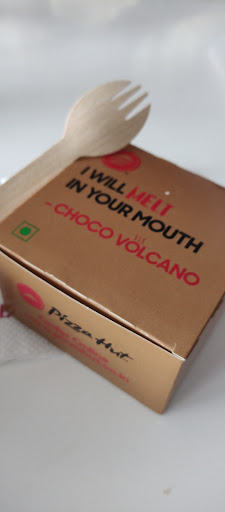 I WILL MELT
IN YOUR MOUTH
- CHOCO VOLCANO
Pizza Hut